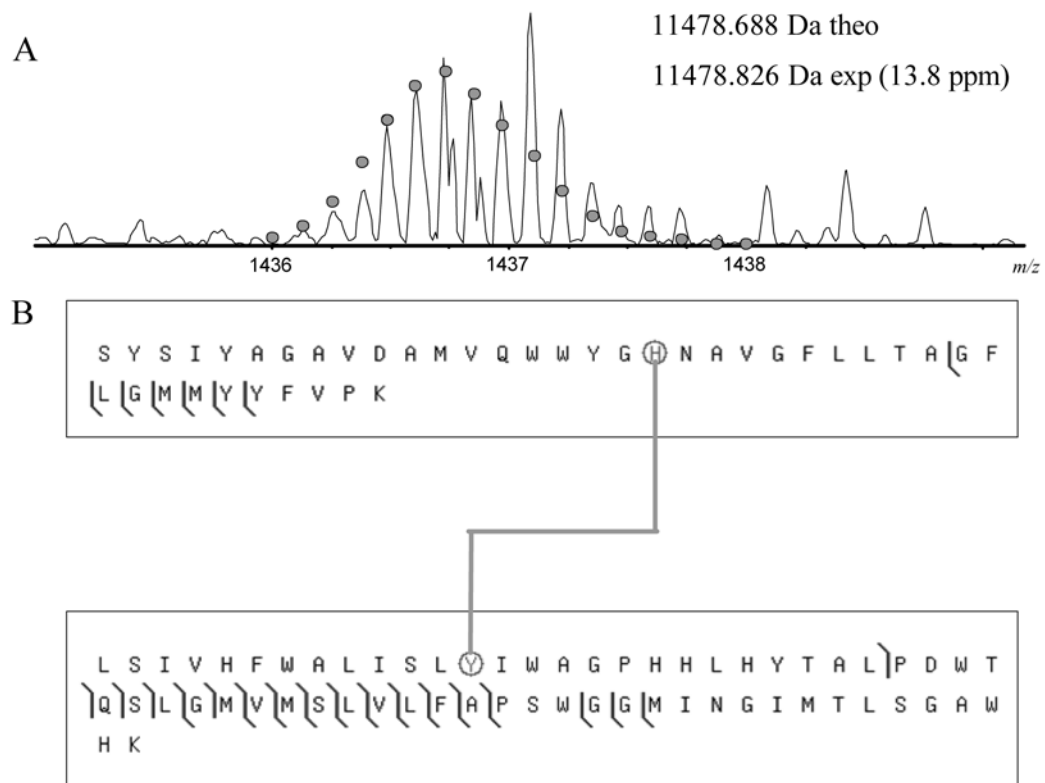 A
11478.688 Da theo
11478.826 Da exp (13.8 ppm)
1436 1437 1438 m/z
B
S Y S I Y A G A V D A M V Q W W Y G H N A V G F L L T A G F
L G M M Y Y F V P K
L S I V H F W A L I S L Y I W A G P H H L H Y T A L P D W T
Q S L G M V M S L V L F A P S W G G M I N G I M T L S G A W
H K